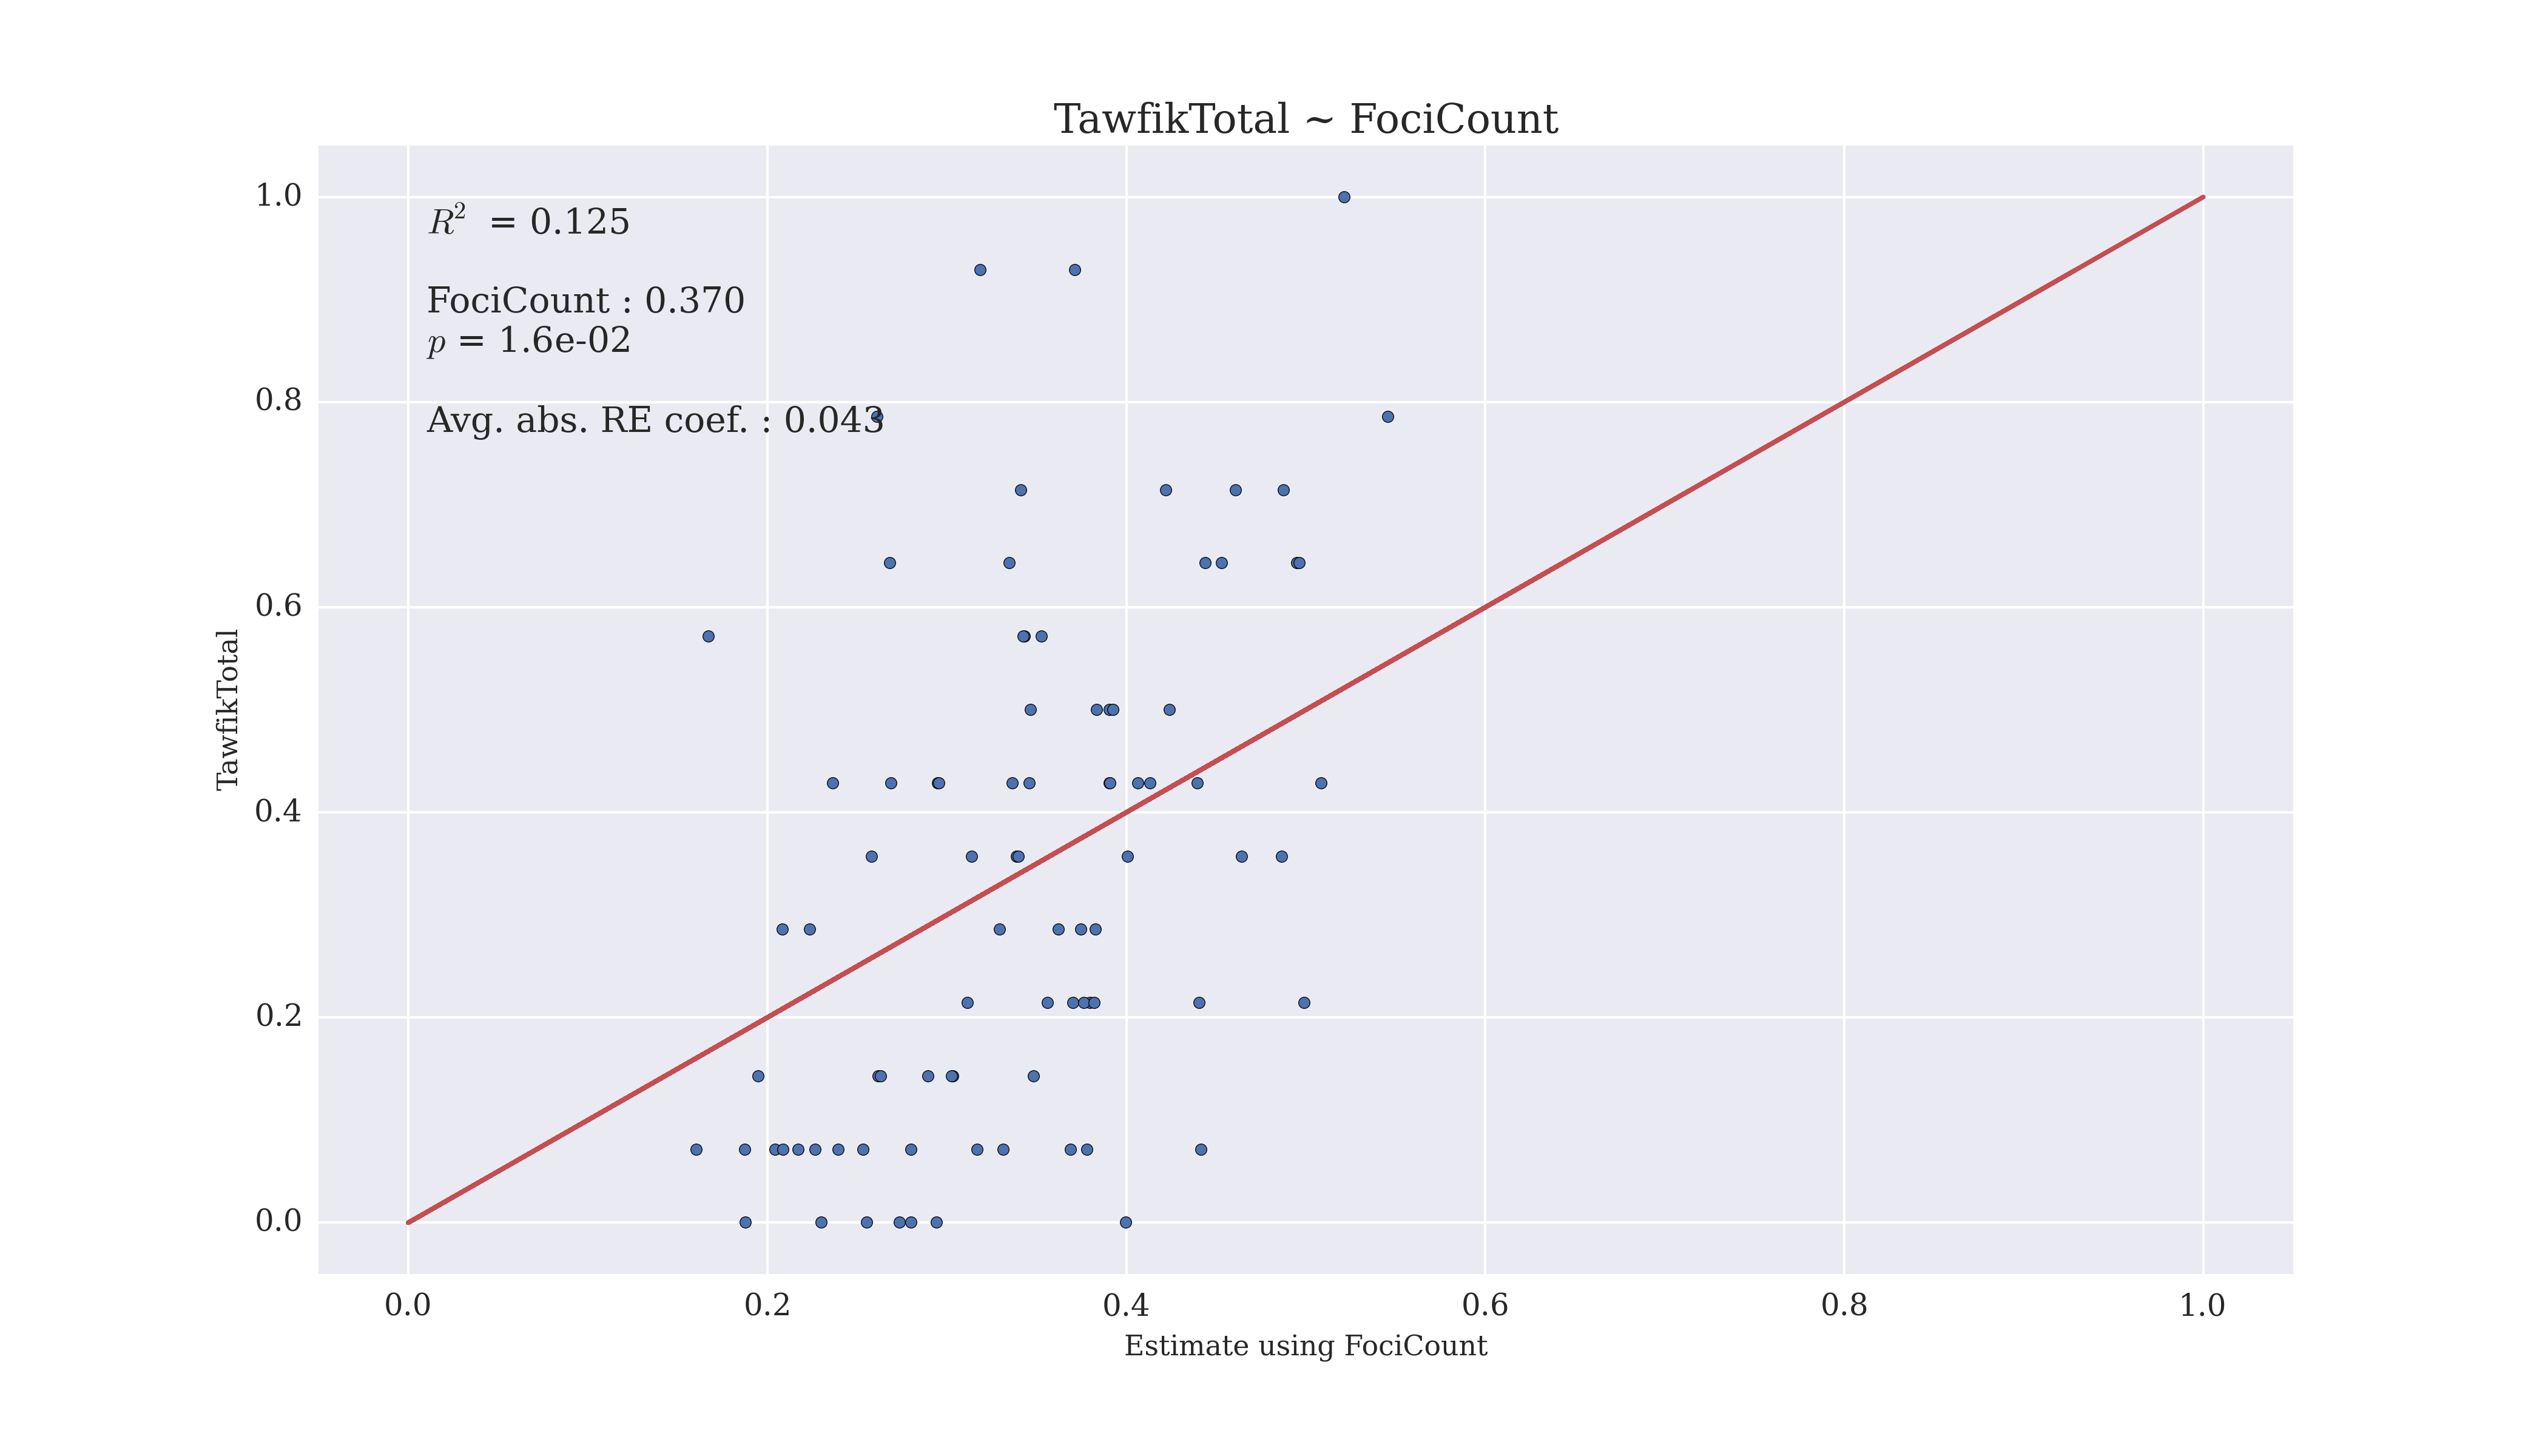 TawfikTotal ~ FociCount
R² = 0.125
FociCount : 0.370
p = 1.6e-02
Avg. abs. RE coef. : 0.043
TawfikTotal
1.0
0.8
0.6
0.4
0.2
0.0
0.0 0.2 0.4 0.6 0.8 1.0
Estimate using FociCount